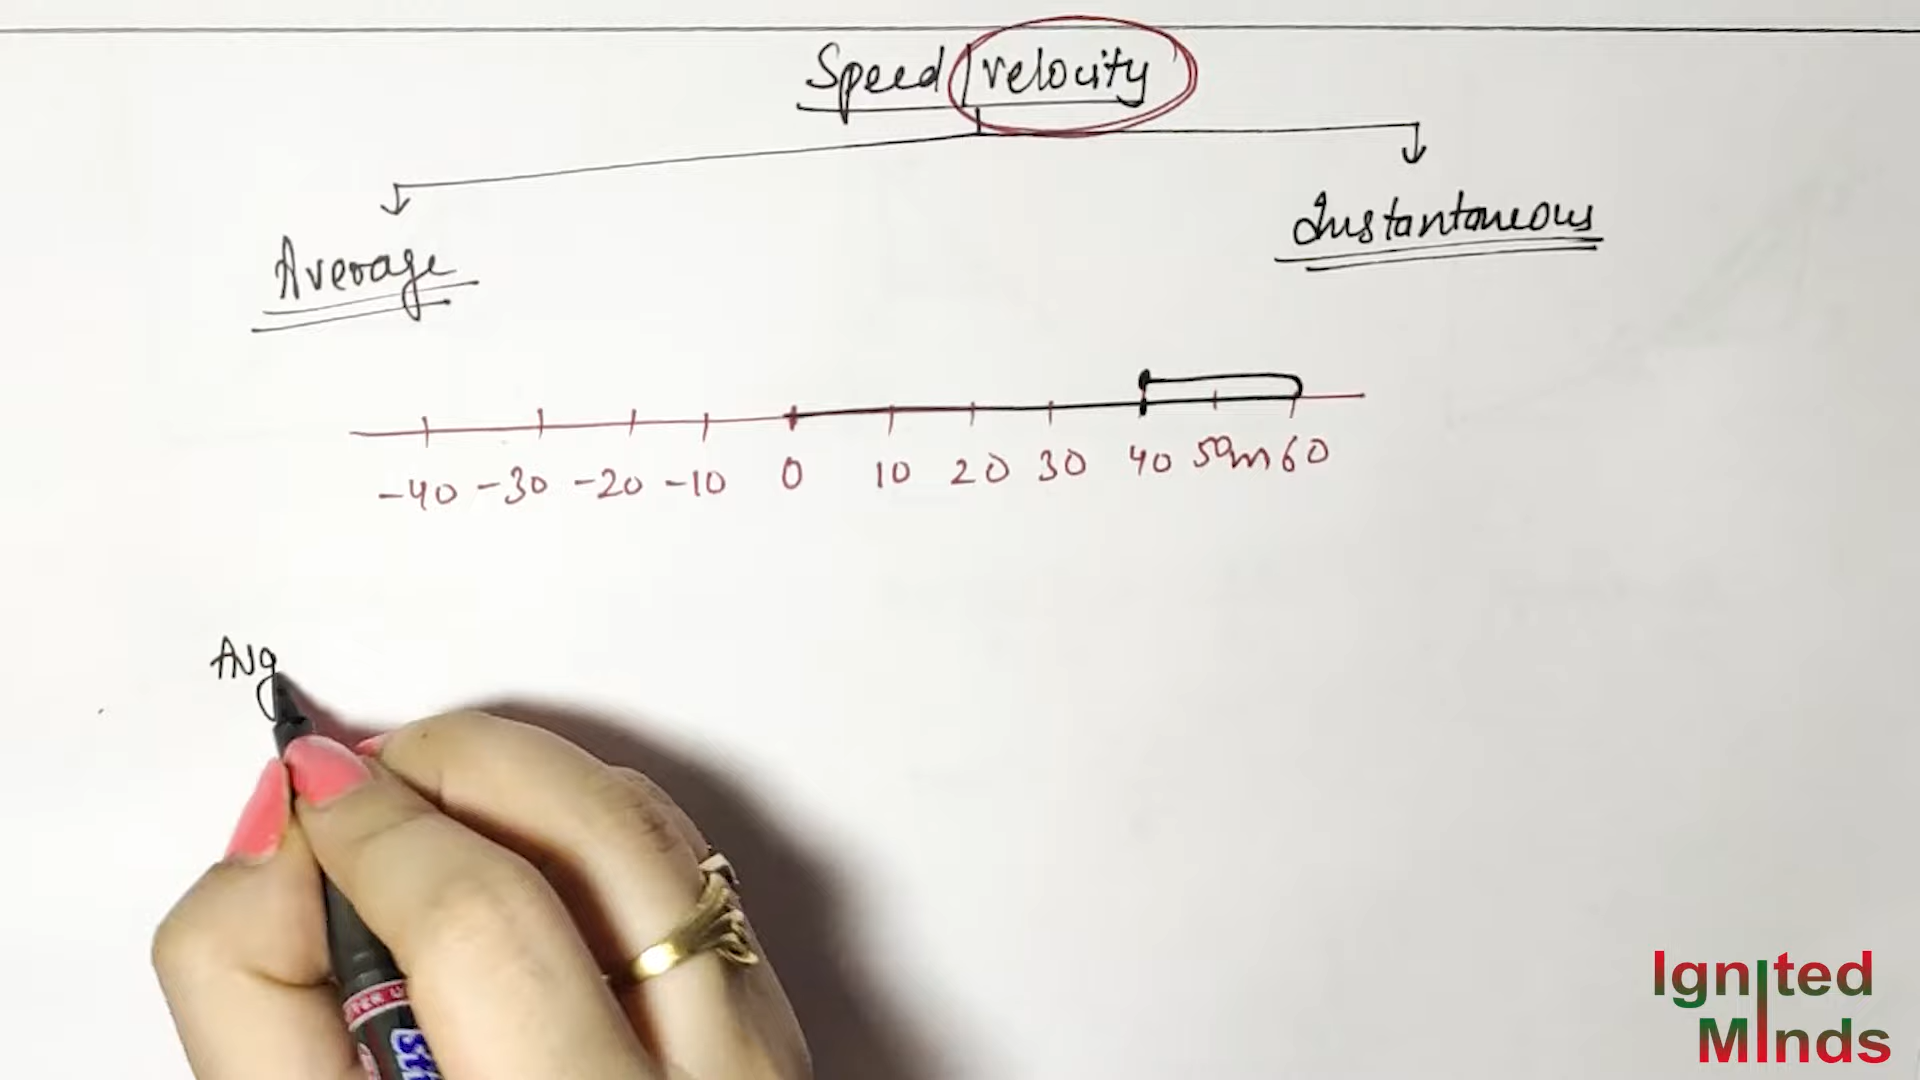 Speed / velocity
Average
Instantaneous
-40 -30 -20 -10 0 10 20 30 40 50m 60
Avg
Ignited
Minds